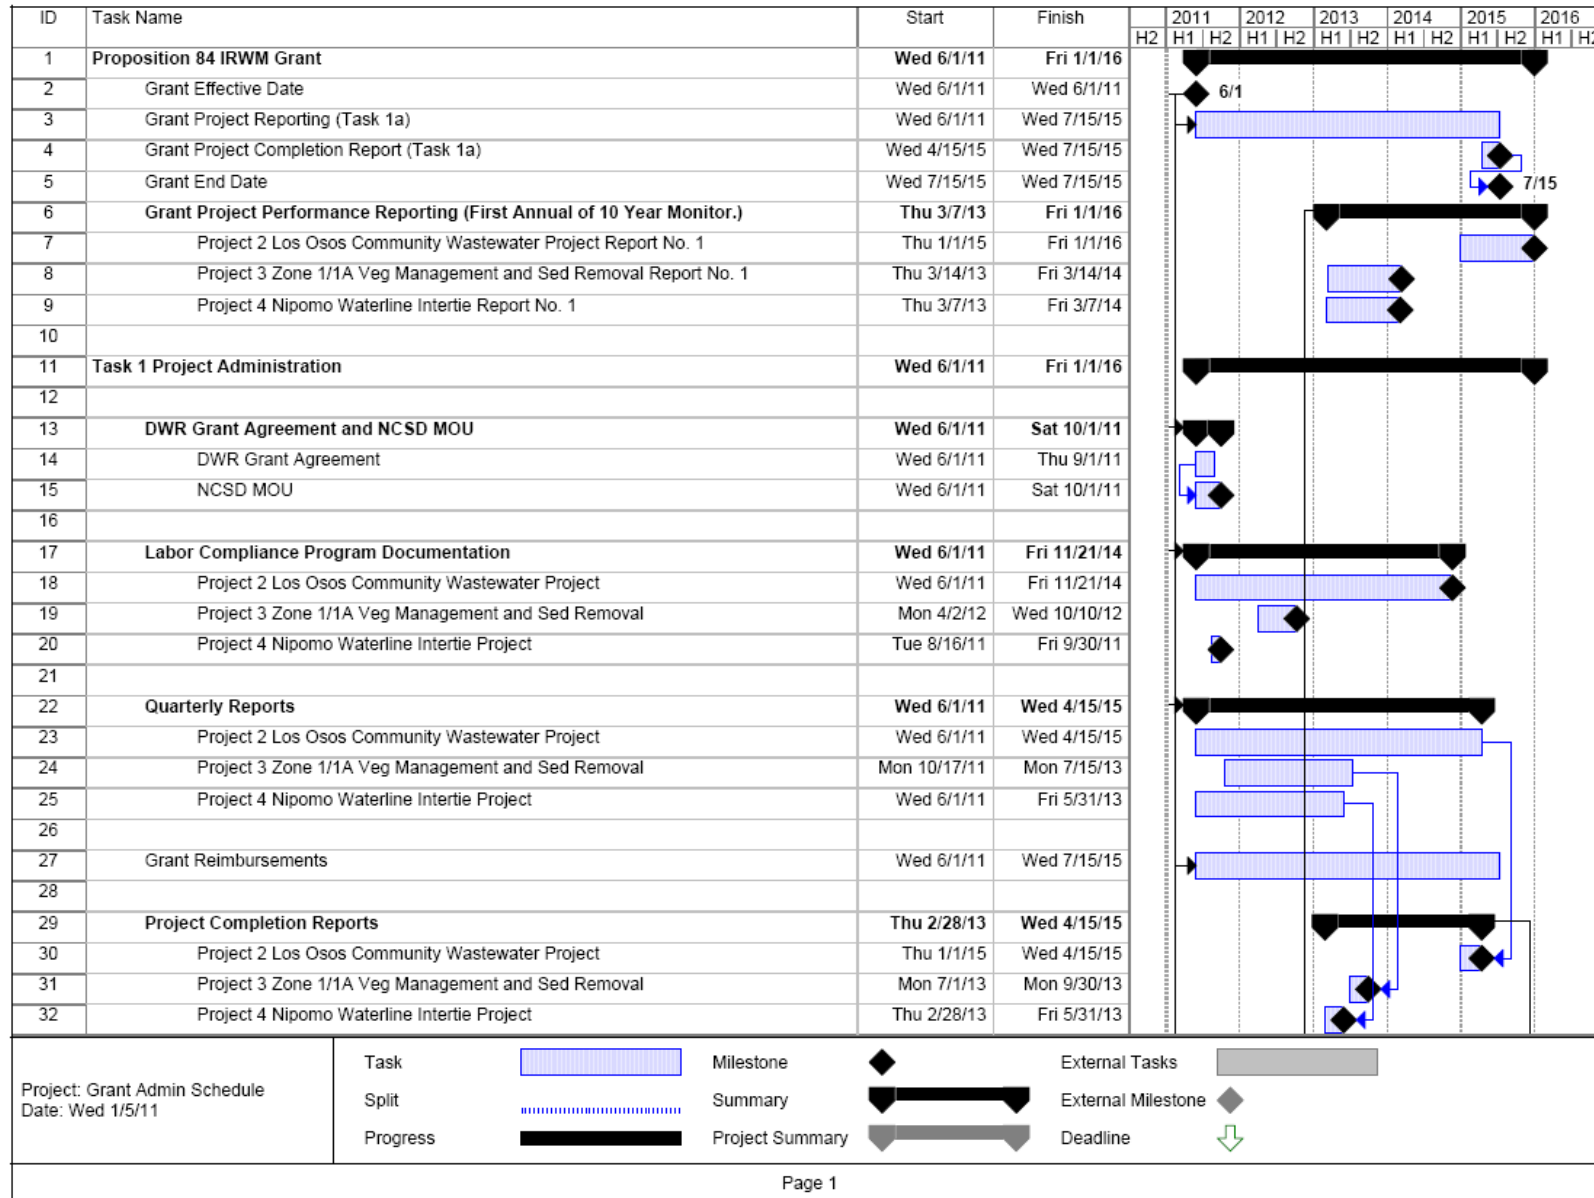 ID Task Name Start Finish 2011 2012 2013 2014 2015 2016
H2 H1 H2 H1 H2 H1 H2 H1 H2 H1 H2 H1 H2
1 Proposition 84 IRWM Grant Wed 6/1/11 Fri 1/1/16
2 Grant Effective Date Wed 6/1/11 Wed 6/1/11 6/1
3 Grant Project Reporting (Task 1a) Wed 6/1/11 Wed 7/15/15
4 Grant Project Completion Report (Task 1a) Wed 4/15/15 Wed 7/15/15
5 Grant End Date Wed 7/15/15 Wed 7/15/15 7/15
6 Grant Project Performance Reporting (First Annual of 10 Year Monitor.) Thu 3/7/13 Fri 1/1/16
7 Project 2 Los Osos Community Wastewater Project Report No. 1 Thu 1/1/15 Fri 1/1/16
8 Project 3 Zone 1/1A Veg Management and Sed Removal Report No. 1 Thu 3/14/13 Fri 3/14/14
9 Project 4 Nipomo Waterline Intertie Report No. 1 Thu 3/7/13 Fri 3/7/14
10
11 Task 1 Project Administration Wed 6/1/11 Fri 1/1/16
12
13 DWR Grant Agreement and NCSD MOU Wed 6/1/11 Sat 10/1/11
14 DWR Grant Agreement Wed 6/1/11 Thu 9/1/11
15 NCSD MOU Wed 6/1/11 Sat 10/1/11
16
17 Labor Compliance Program Documentation Wed 6/1/11 Fri 11/21/14
18 Project 2 Los Osos Community Wastewater Project Wed 6/1/11 Fri 11/21/14
19 Project 3 Zone 1/1A Veg Management and Sed Removal Mon 4/2/12 Wed 10/10/12
20 Project 4 Nipomo Waterline Intertie Project Tue 8/16/11 Fri 9/30/11
21
22 Quarterly Reports Wed 6/1/11 Wed 4/15/15
23 Project 2 Los Osos Community Wastewater Project Wed 6/1/11 Wed 4/15/15
24 Project 3 Zone 1/1A Veg Management and Sed Removal Mon 10/17/11 Mon 7/15/13
25 Project 4 Nipomo Waterline Intertie Project Wed 6/1/11 Fri 5/31/13
26
27 Grant Reimbursements Wed 6/1/11 Wed 7/15/15
28
29 Project Completion Reports Thu 2/28/13 Wed 4/15/15
30 Project 2 Los Osos Community Wastewater Project Thu 1/1/15 Wed 4/15/15
31 Project 3 Zone 1/1A Veg Management and Sed Removal Mon 7/1/13 Mon 9/30/13
32 Project 4 Nipomo Waterline Intertie Project Thu 2/28/13 Fri 5/31/13
Project: Grant Admin Schedule
Date: Wed 1/5/11
Task Milestone External Tasks
Split Summary External Milestone
Progress Project Summary Deadline
Page 1